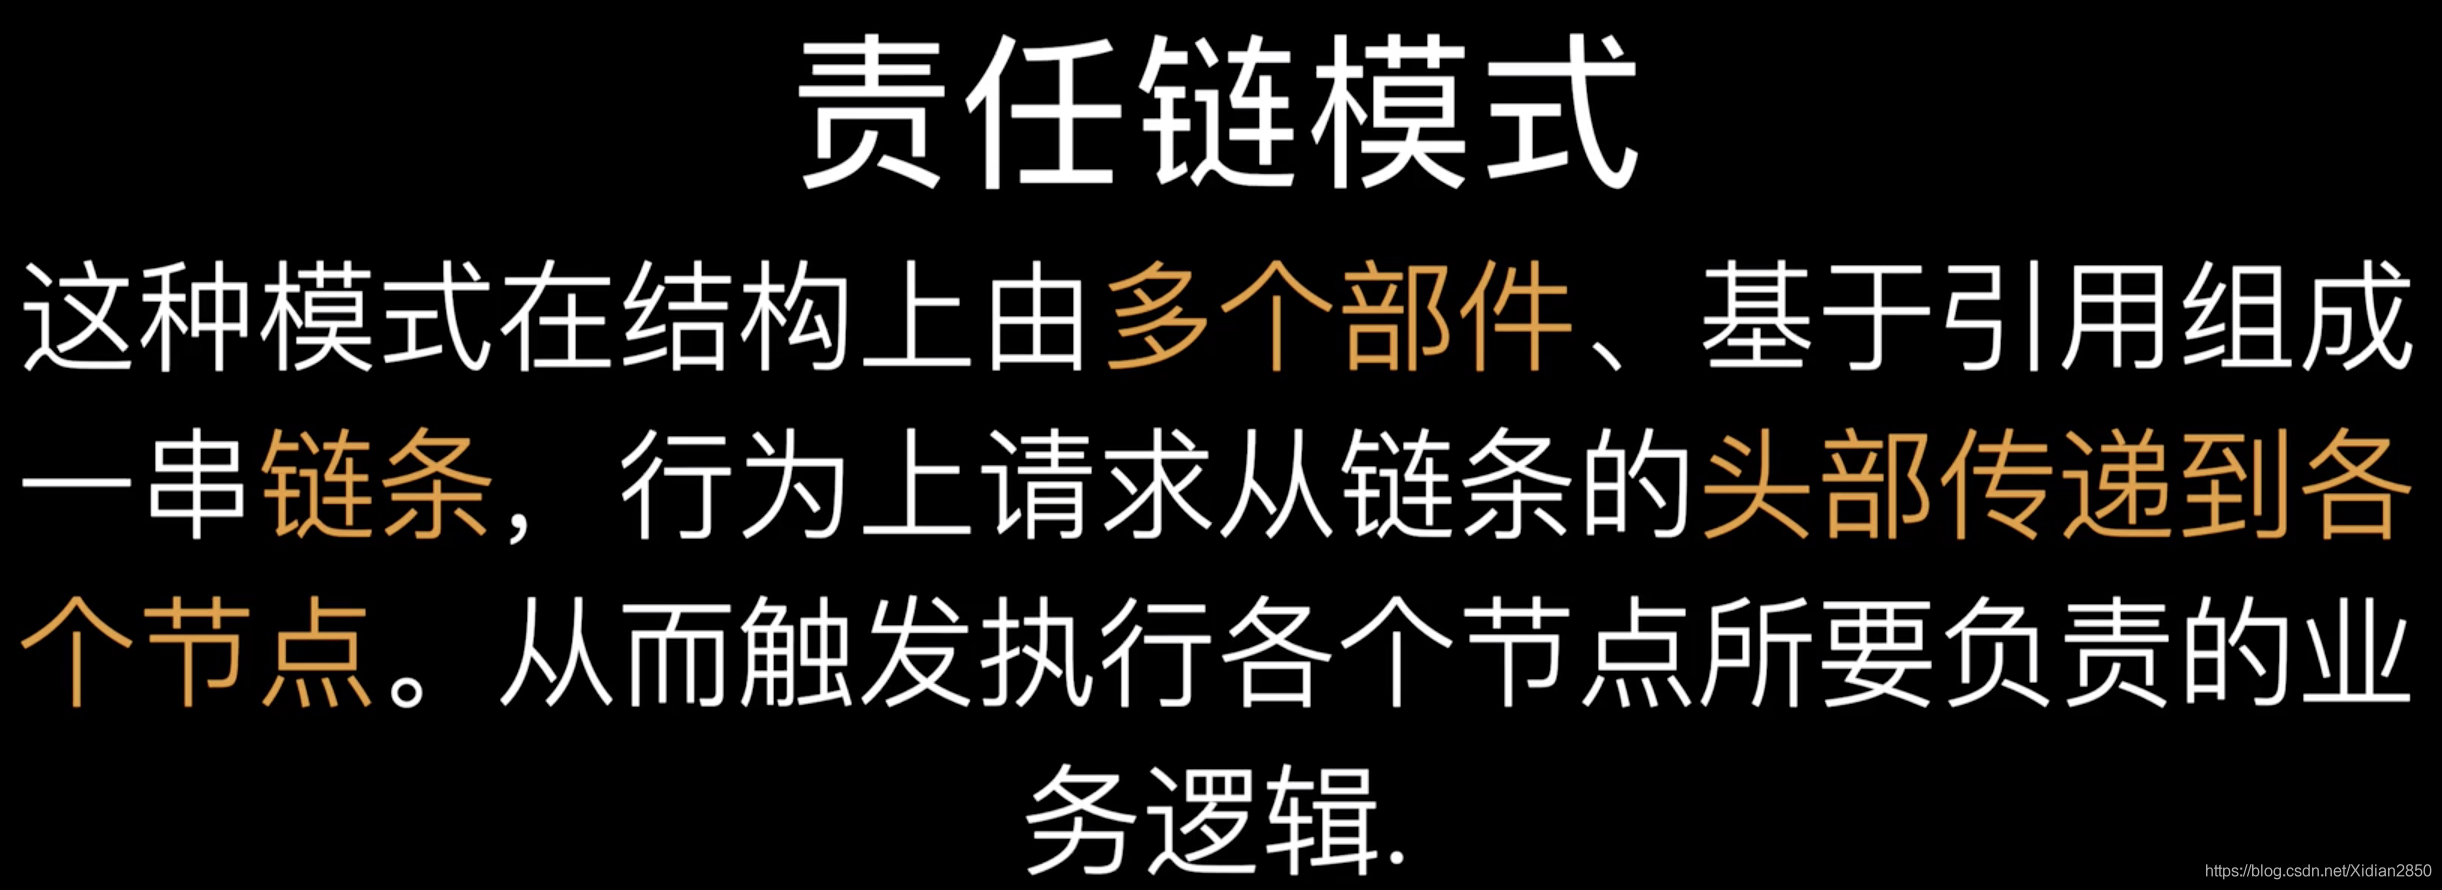 责任链模式
这种模式在结构上由多个部件、基于引用组成
一串链条，行为上请求从链条的头部传递到各
个节点。从而触发执行各个节点所要负责的业
务逻辑.
https://blog.csdn.net/Xidian2850